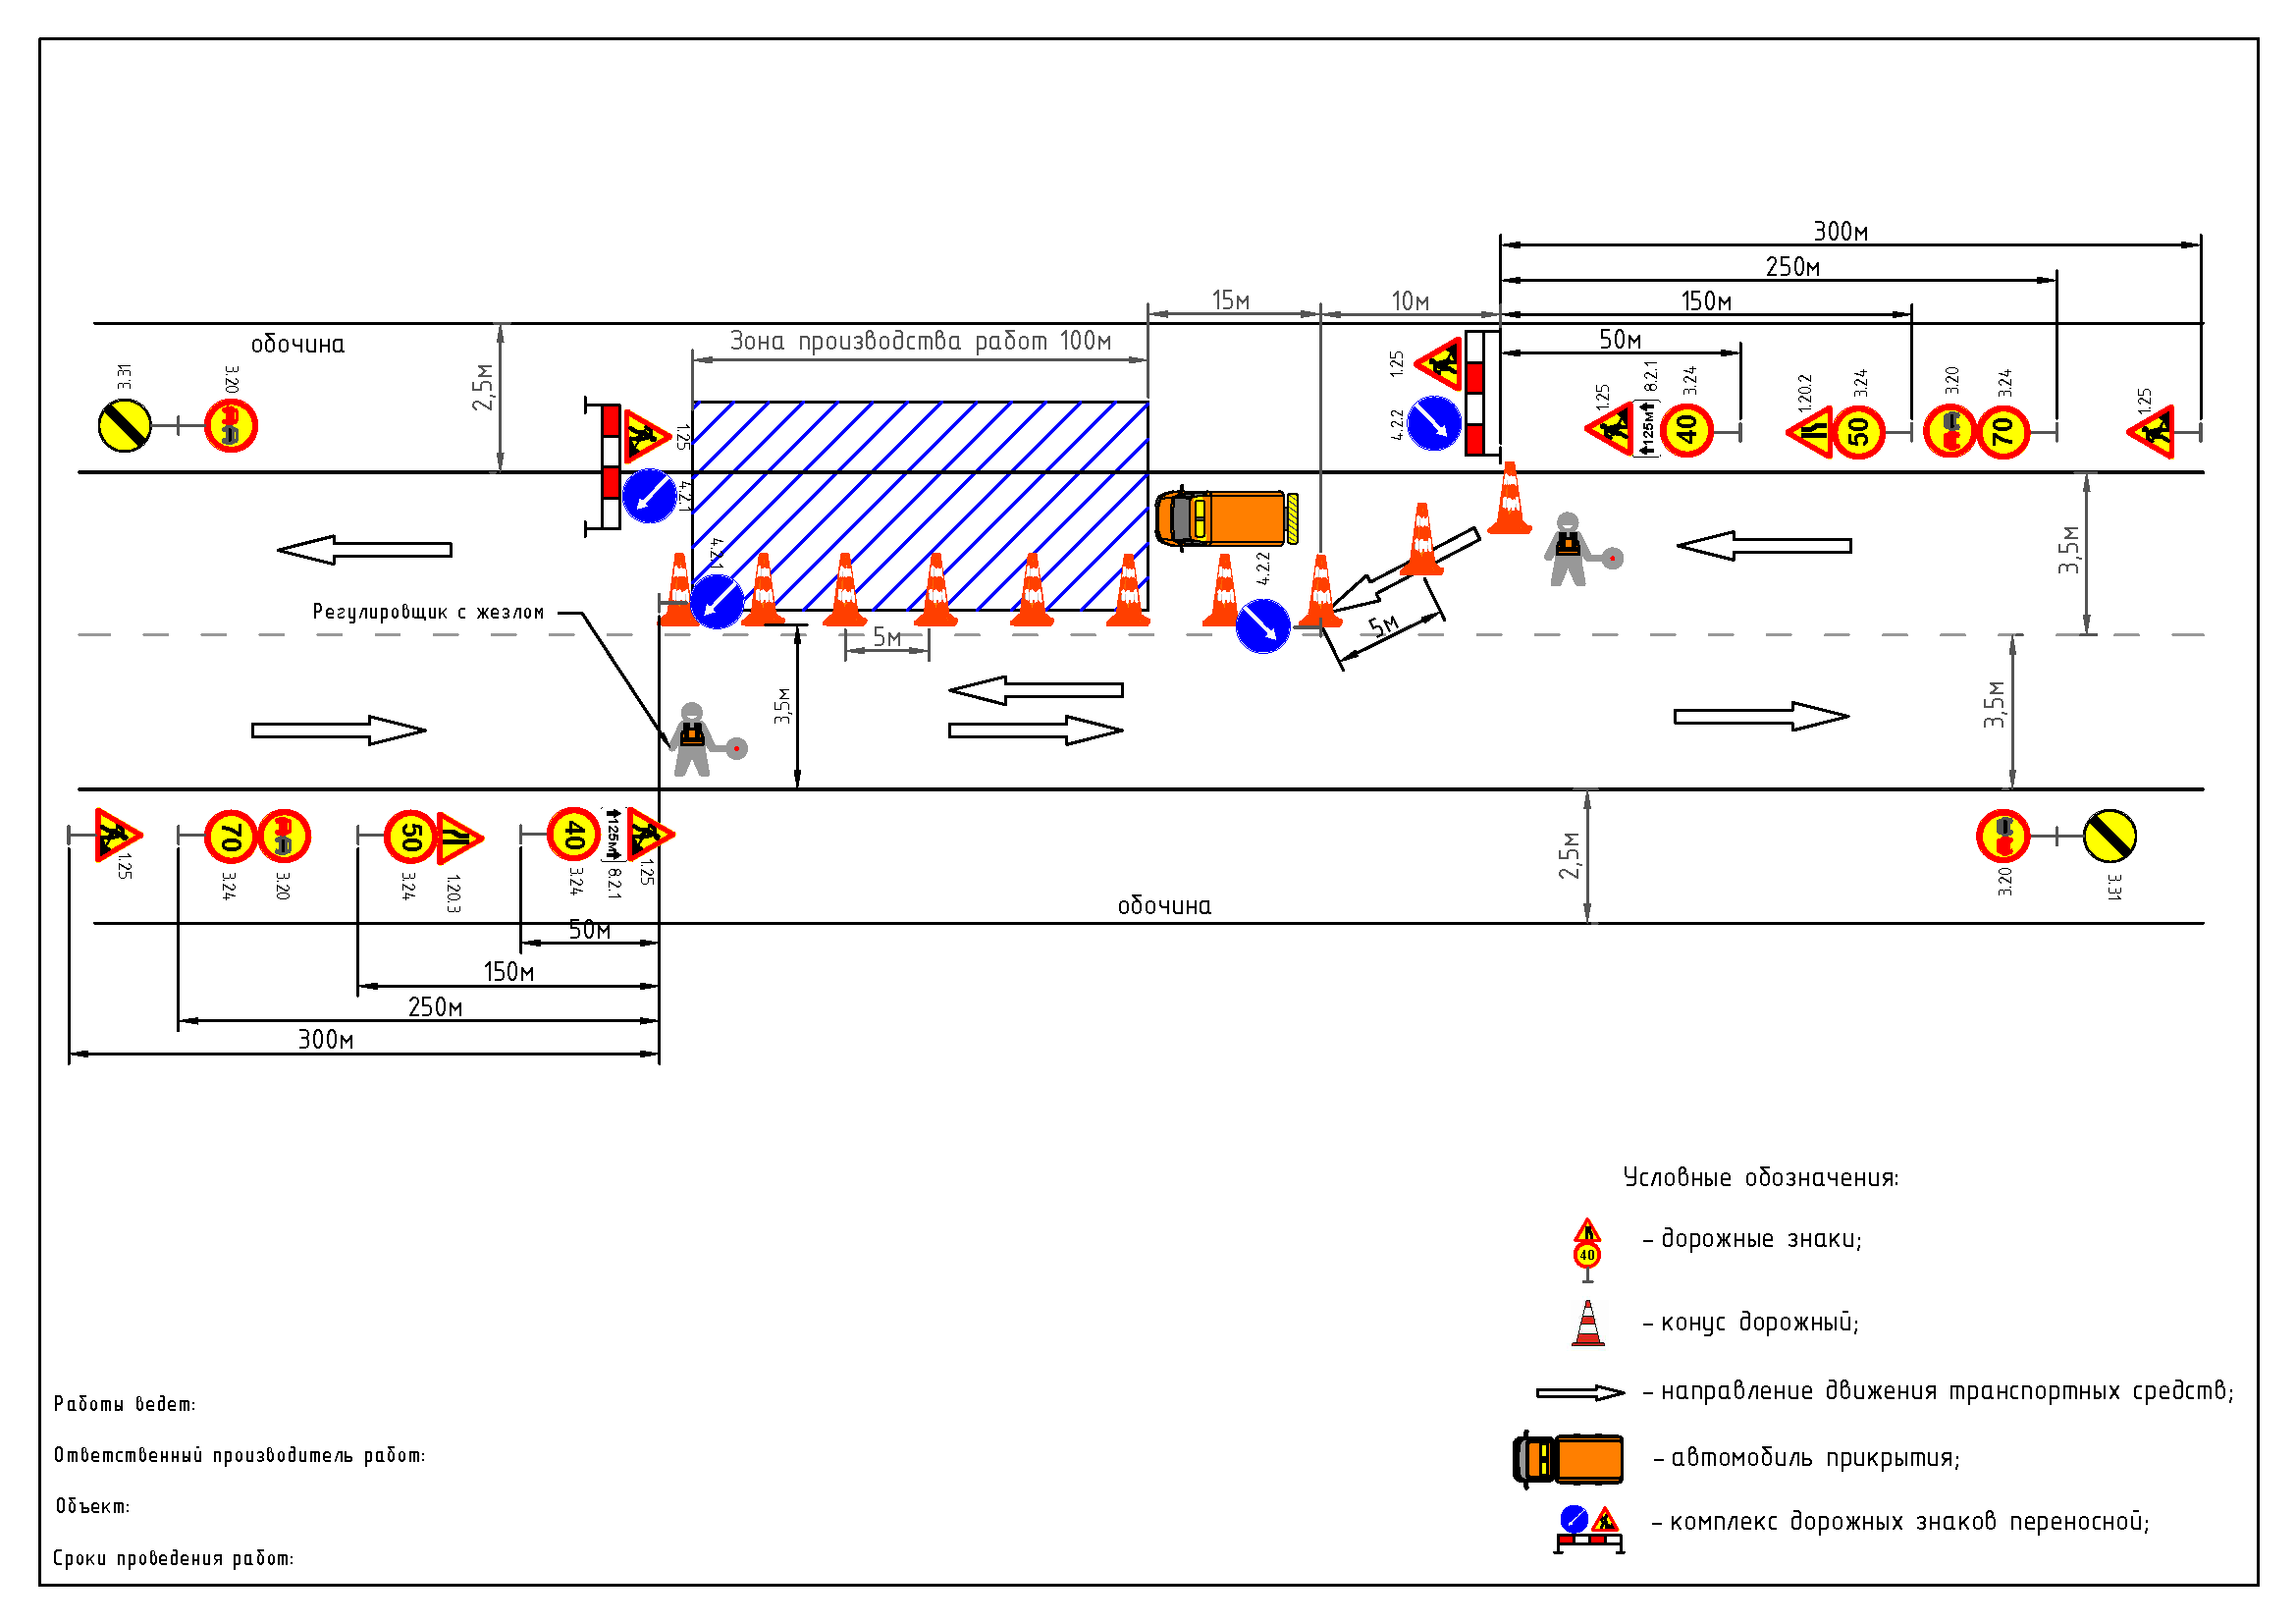 300м
250м
15м
10м
150м
обочина
Зона производства работ 100м
50м
2,5м
3.31
3.20
1.25
4.2.2
1.25
8.2.1
3.24
1.20.2
3.24
3.20
3.24
1.25
125м
40
50
70
1.25
4.2.1
4.2.1
4.2.2
3,5м
Регулировщик с жезлом
5м
5м
3,5м
3,5м
70
50
40
125м
1.25
3.24
3.20
3.24
1.20.3
3.24
8.2.1
1.25
2,5м
3.20
3.31
обочина
50м
150м
250м
300м
Условные обозначения:
40
– дорожные знаки;
– конус дорожный;
– направление движения транспортных средств;
– автомобиль прикрытия;
– комплекс дорожных знаков переносной;
Работы ведет:
Ответственный производитель работ:
Объект:
Сроки проведения работ: